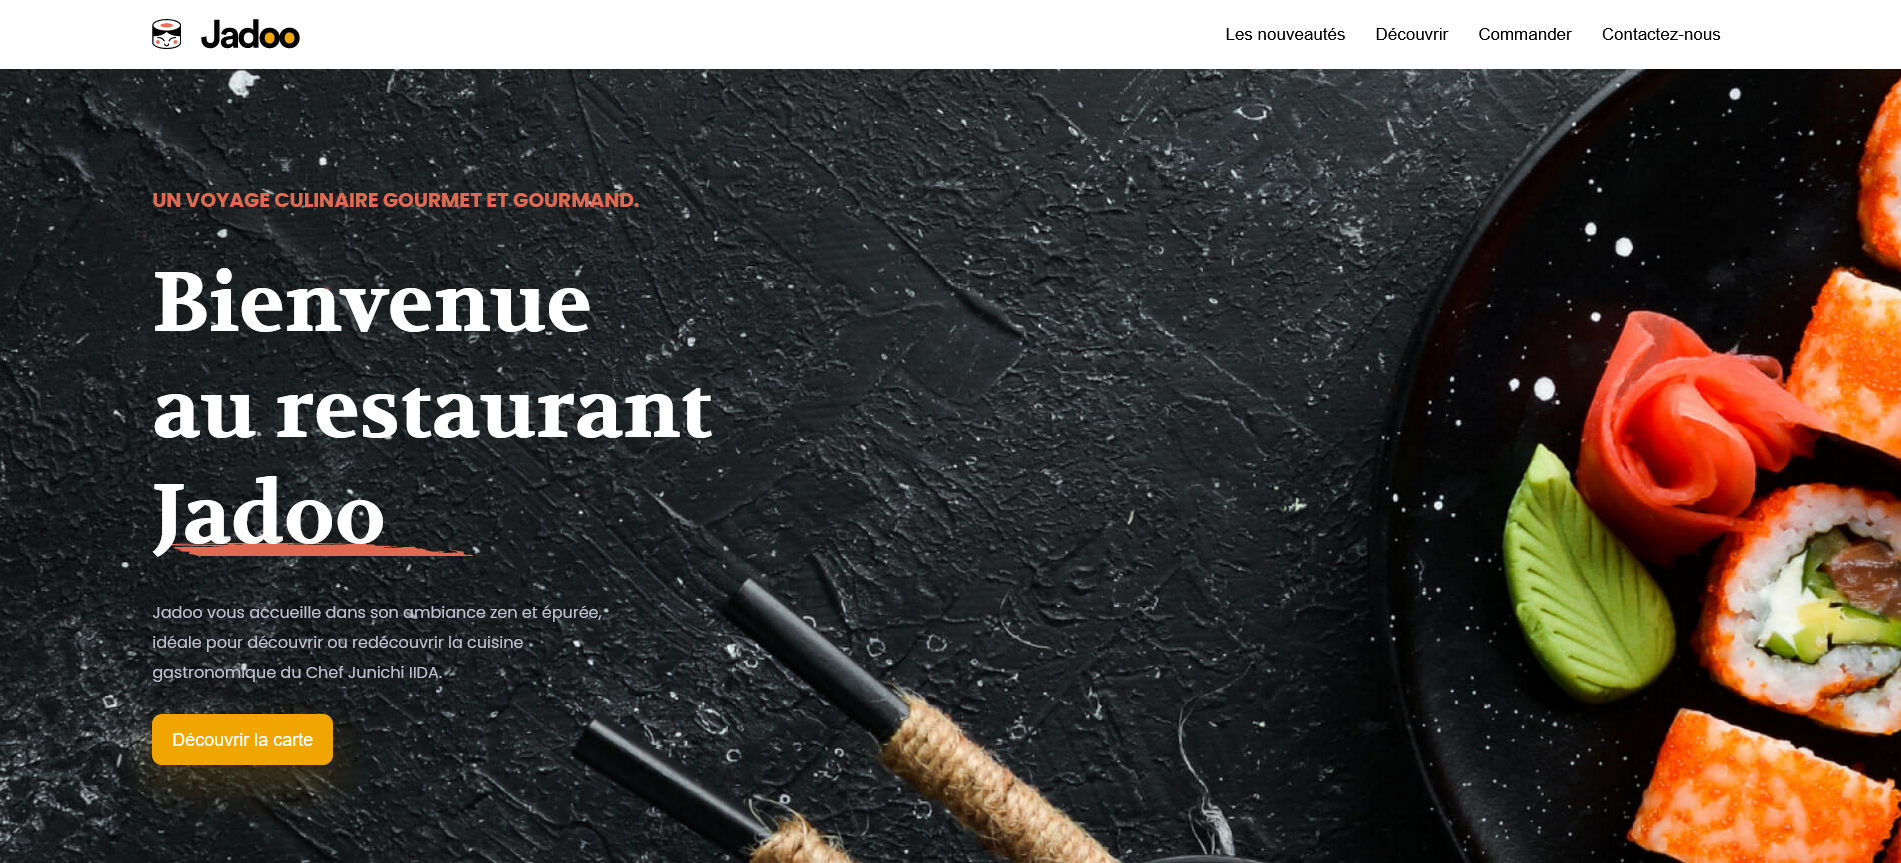 Jadoo
Les nouveautés
Découvrir
Commander
Contactez-nous
UN VOYAGE CULINAIRE GOURMET ET GOURMAND.
Bienvenue
au restaurant
Jadoo
Jadoo vous accueille dans son ambiance zen et épurée,
idéale pour découvrir ou redécouvrir la cuisine
gastronomique du Chef Junichi IIDA.
Découvrir la carte